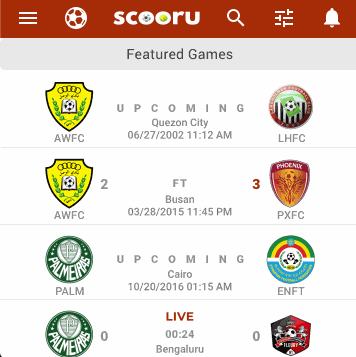 scooru
Featured Games
UPCOMING
Quezon City
06/27/2002 11:12 AM
AWFC
LHFC
2
FT
3
PHOENIX
Busan
03/28/2015 11:45 PM
AWFC
PXFC
PALMEIRAS
UPCOMING
Cairo
10/20/2016 01:15 AM
PALM
ENFT
LIVE
PALMEIRAS
0
00:24
0
Bengaluru